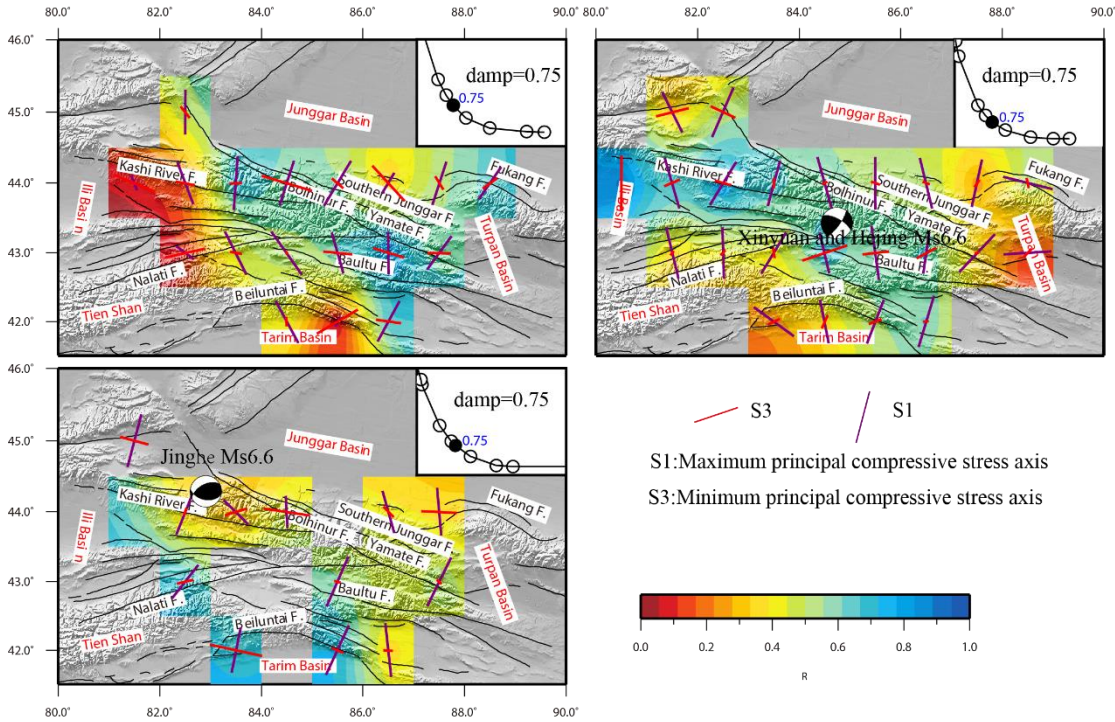 80.0° 82.0° 84.0° 86.0° 88.0° 90.0° 80.0° 82.0° 84.0° 86.0° 88.0° 90.0°
46.0°
45.0°
44.0°
43.0°
42.0°
damp=0.75
0.75
Junggar Basin
Kashi River F.
Bolhinur F.
Southern Junggar F.
Yamate F.
Fukang F.
Ili Basi n
Turpan Basin
Nalati F .
Baultu F.
Beiluntai F .
Tien Shan
Tarim Basin
damp=0.75
0.75
Junggar Basin
Kashi River F.
Bolhinur F.
Southern Junggar F.
Yamate F.
Fukang F.
Ili Basin
Xinyuan and Hejing Ms6.6
Turpan Basin
Nalati F .
Baultu F.
Beiluntai F .
Tien Shan
Tarim Basin
46.0°
45.0°
44.0°
43.0°
42.0°
damp=0.75
0.75
Junggar Basin
Jinghe Ms6.6
Kashi River F.
Bolhinur F.
Southern Junggar F.
Yamate F.
Fukang F.
Ili Basi n
Turpan Basin
Nalati F .
Baultu F.
Beiluntai F .
Tien Shan
Tarim Basin
80.0° 82.0° 84.0° 86.0° 88.0° 90.0°
S3 S1
S1:Maximum principal compressive stress axis
S3:Minimum principal compressive stress axis
0.0 0.2 0.4 0.6 0.8 1.0
R